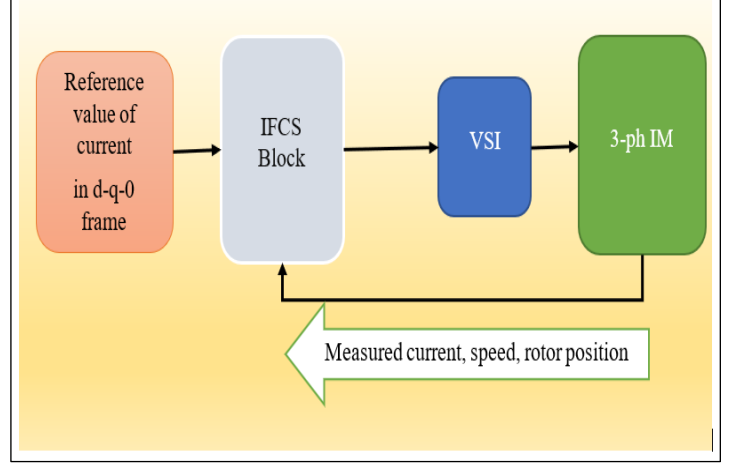 Reference
value of
current
in d-q-0
frame
IFCS
Block
VSI
3-ph IM
Measured current, speed, rotor position